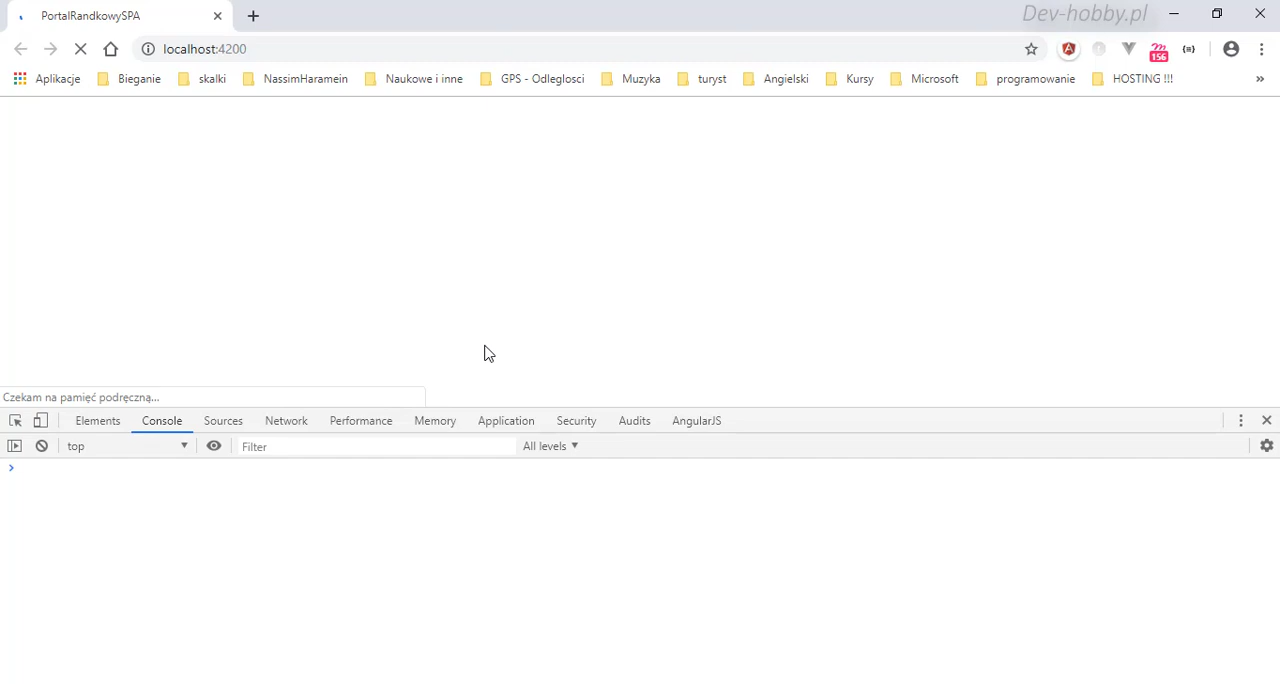 PortalRandkowySPA
Dev-hobby.pl
localhost:4200
156
Aplikacje Bieganie skalki NassimHaramein Naukowe i inne GPS - Odleglosci Muzyka turyst Angielski Kursy Microsoft programowanie HOSTING !!! »
Czekam na pamięć podręczną...
Elements Console Sources Network Performance Memory Application Security Audits AngularJS
top Filter All levels